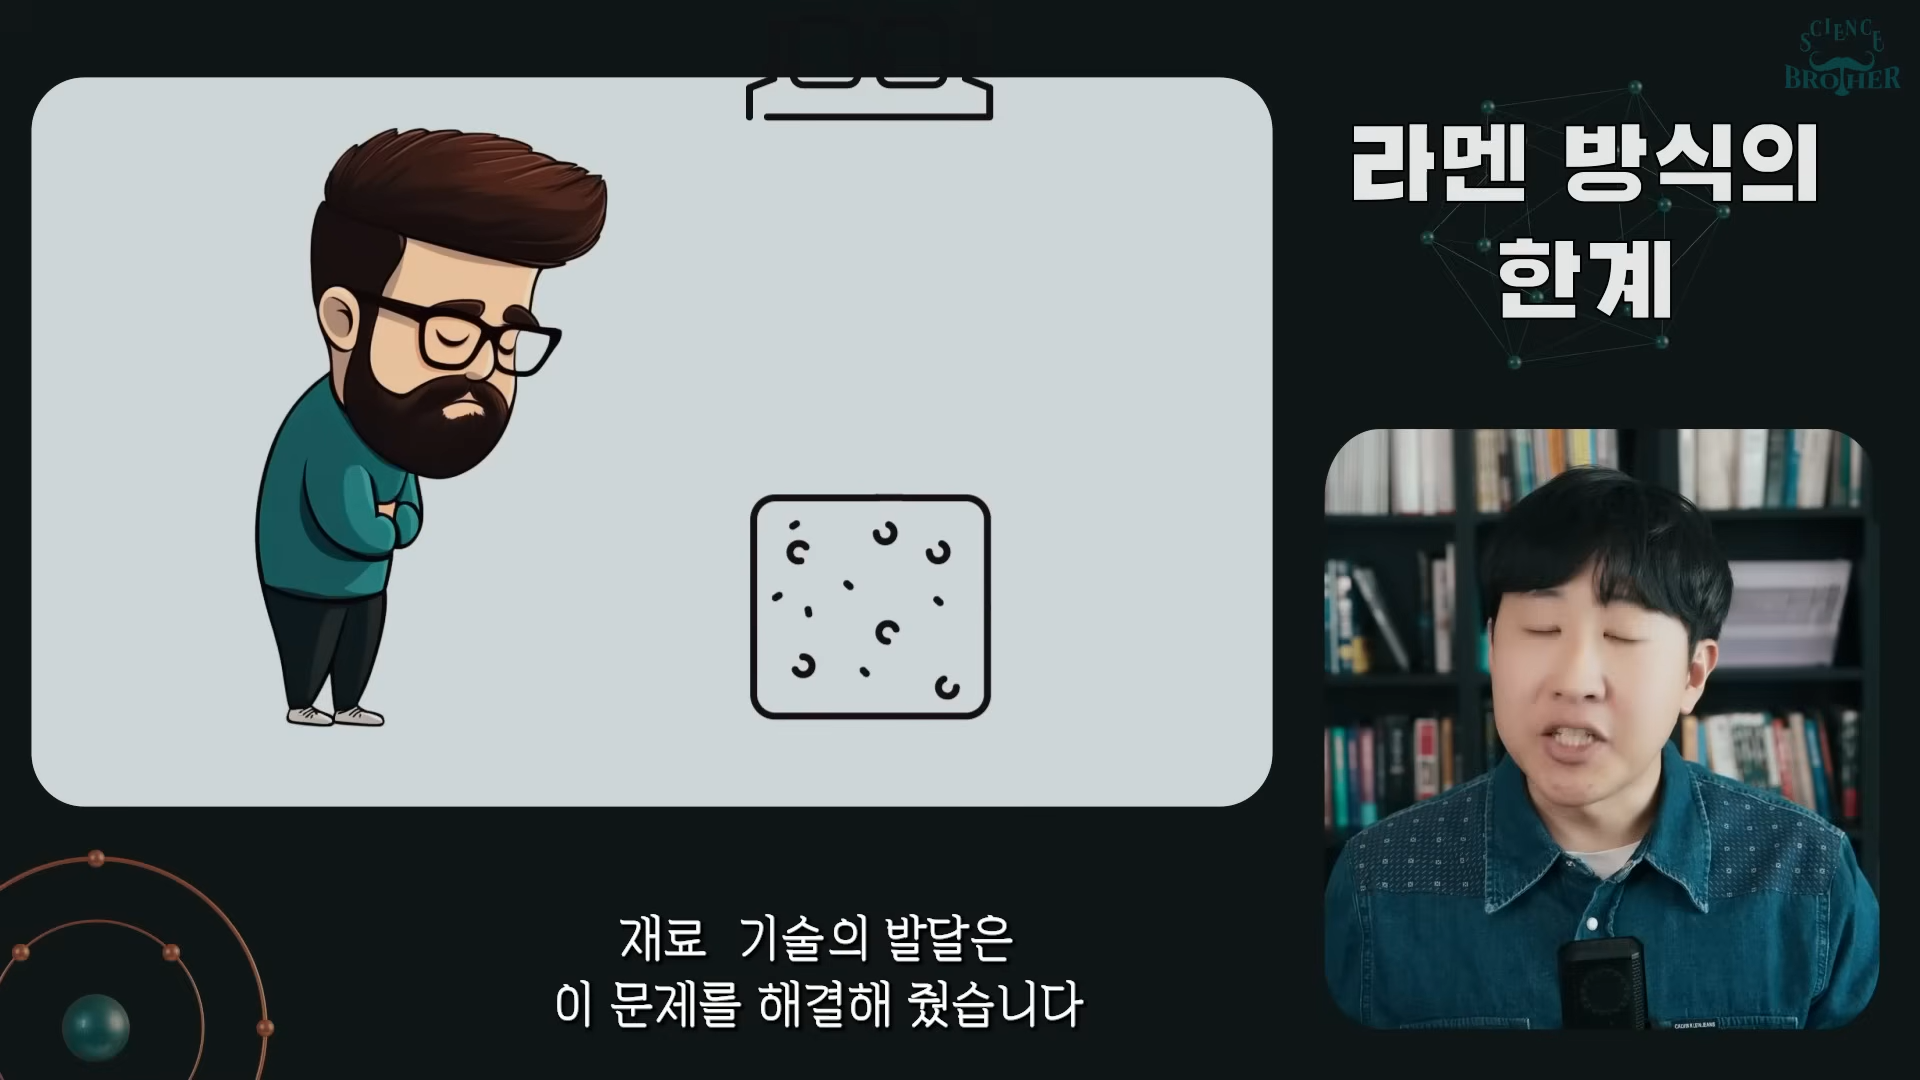 SCIENCE
BROTHER
라멘 방식의
한계
재료 기술의 발달은
이 문제를 해결해 줬습니다